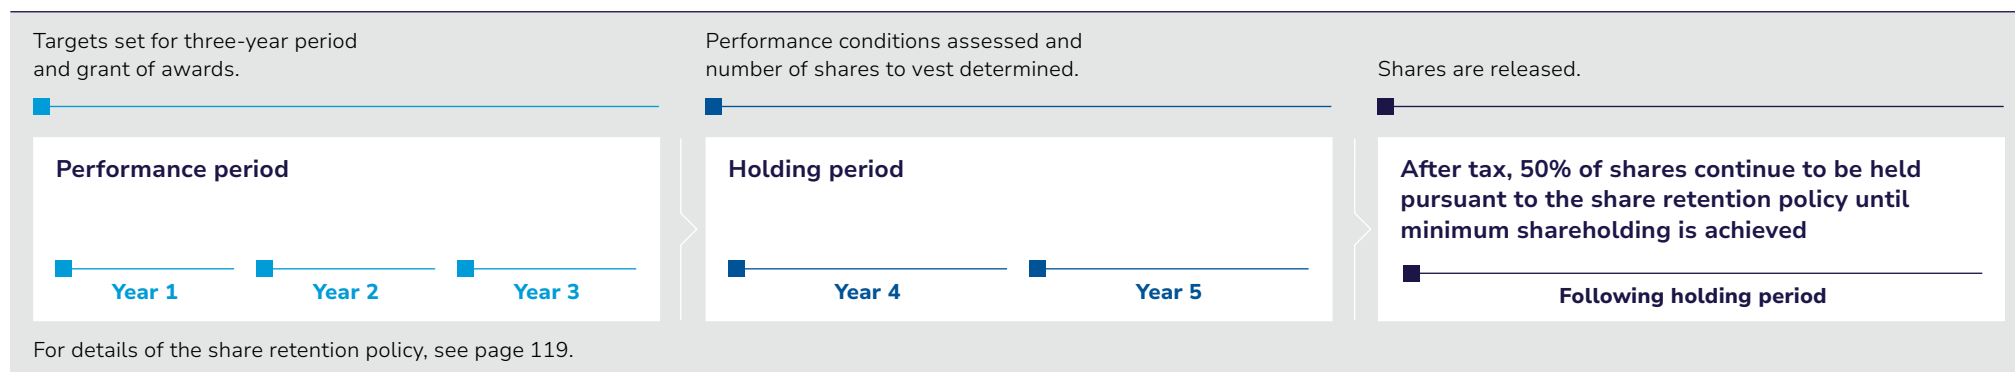 Targets set for three-year period
and grant of awards.
Performance period
Year 1
Year 2
Year 3
Performance conditions assessed and
number of shares to vest determined.
Holding period
Year 4
Year 5
Shares are released.
After tax, 50% of shares continue to be held
pursuant to the share retention policy until
minimum shareholding is achieved
Following holding period
For details of the share retention policy, see page 119.